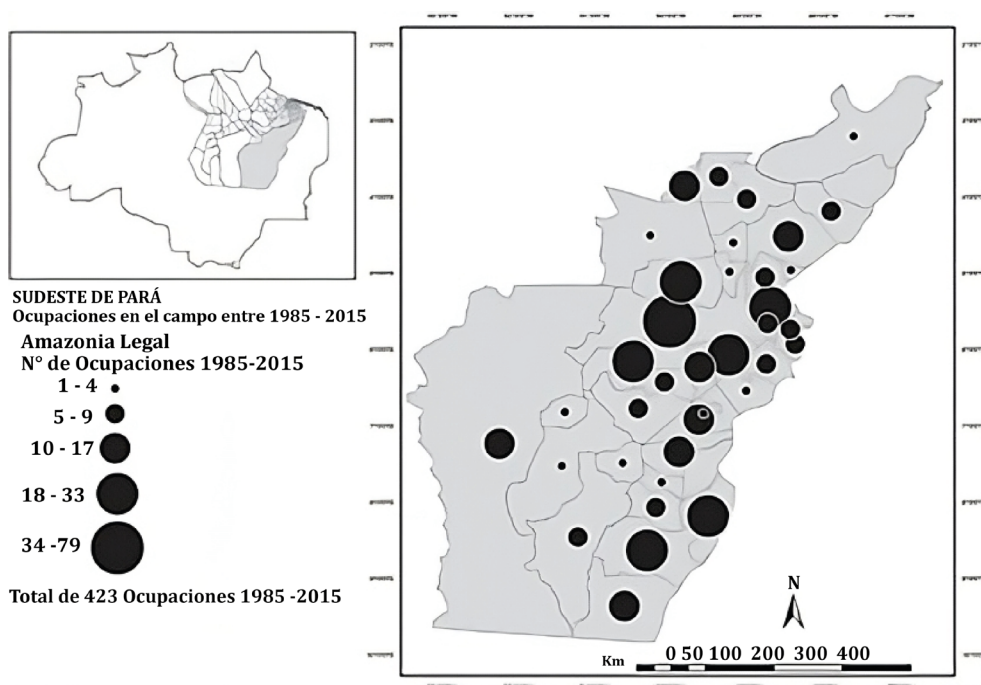 SUDESTE DE PARÁ
Ocupaciones en el campo entre 1985 - 2015
Amazonia Legal
N° de Ocupaciones 1985-2015
1 - 4
5 - 9
10 - 17
18 - 33
34 -79
Total de 423 Ocupaciones 1985 -2015
N
Km 0 50 100 200 300 400